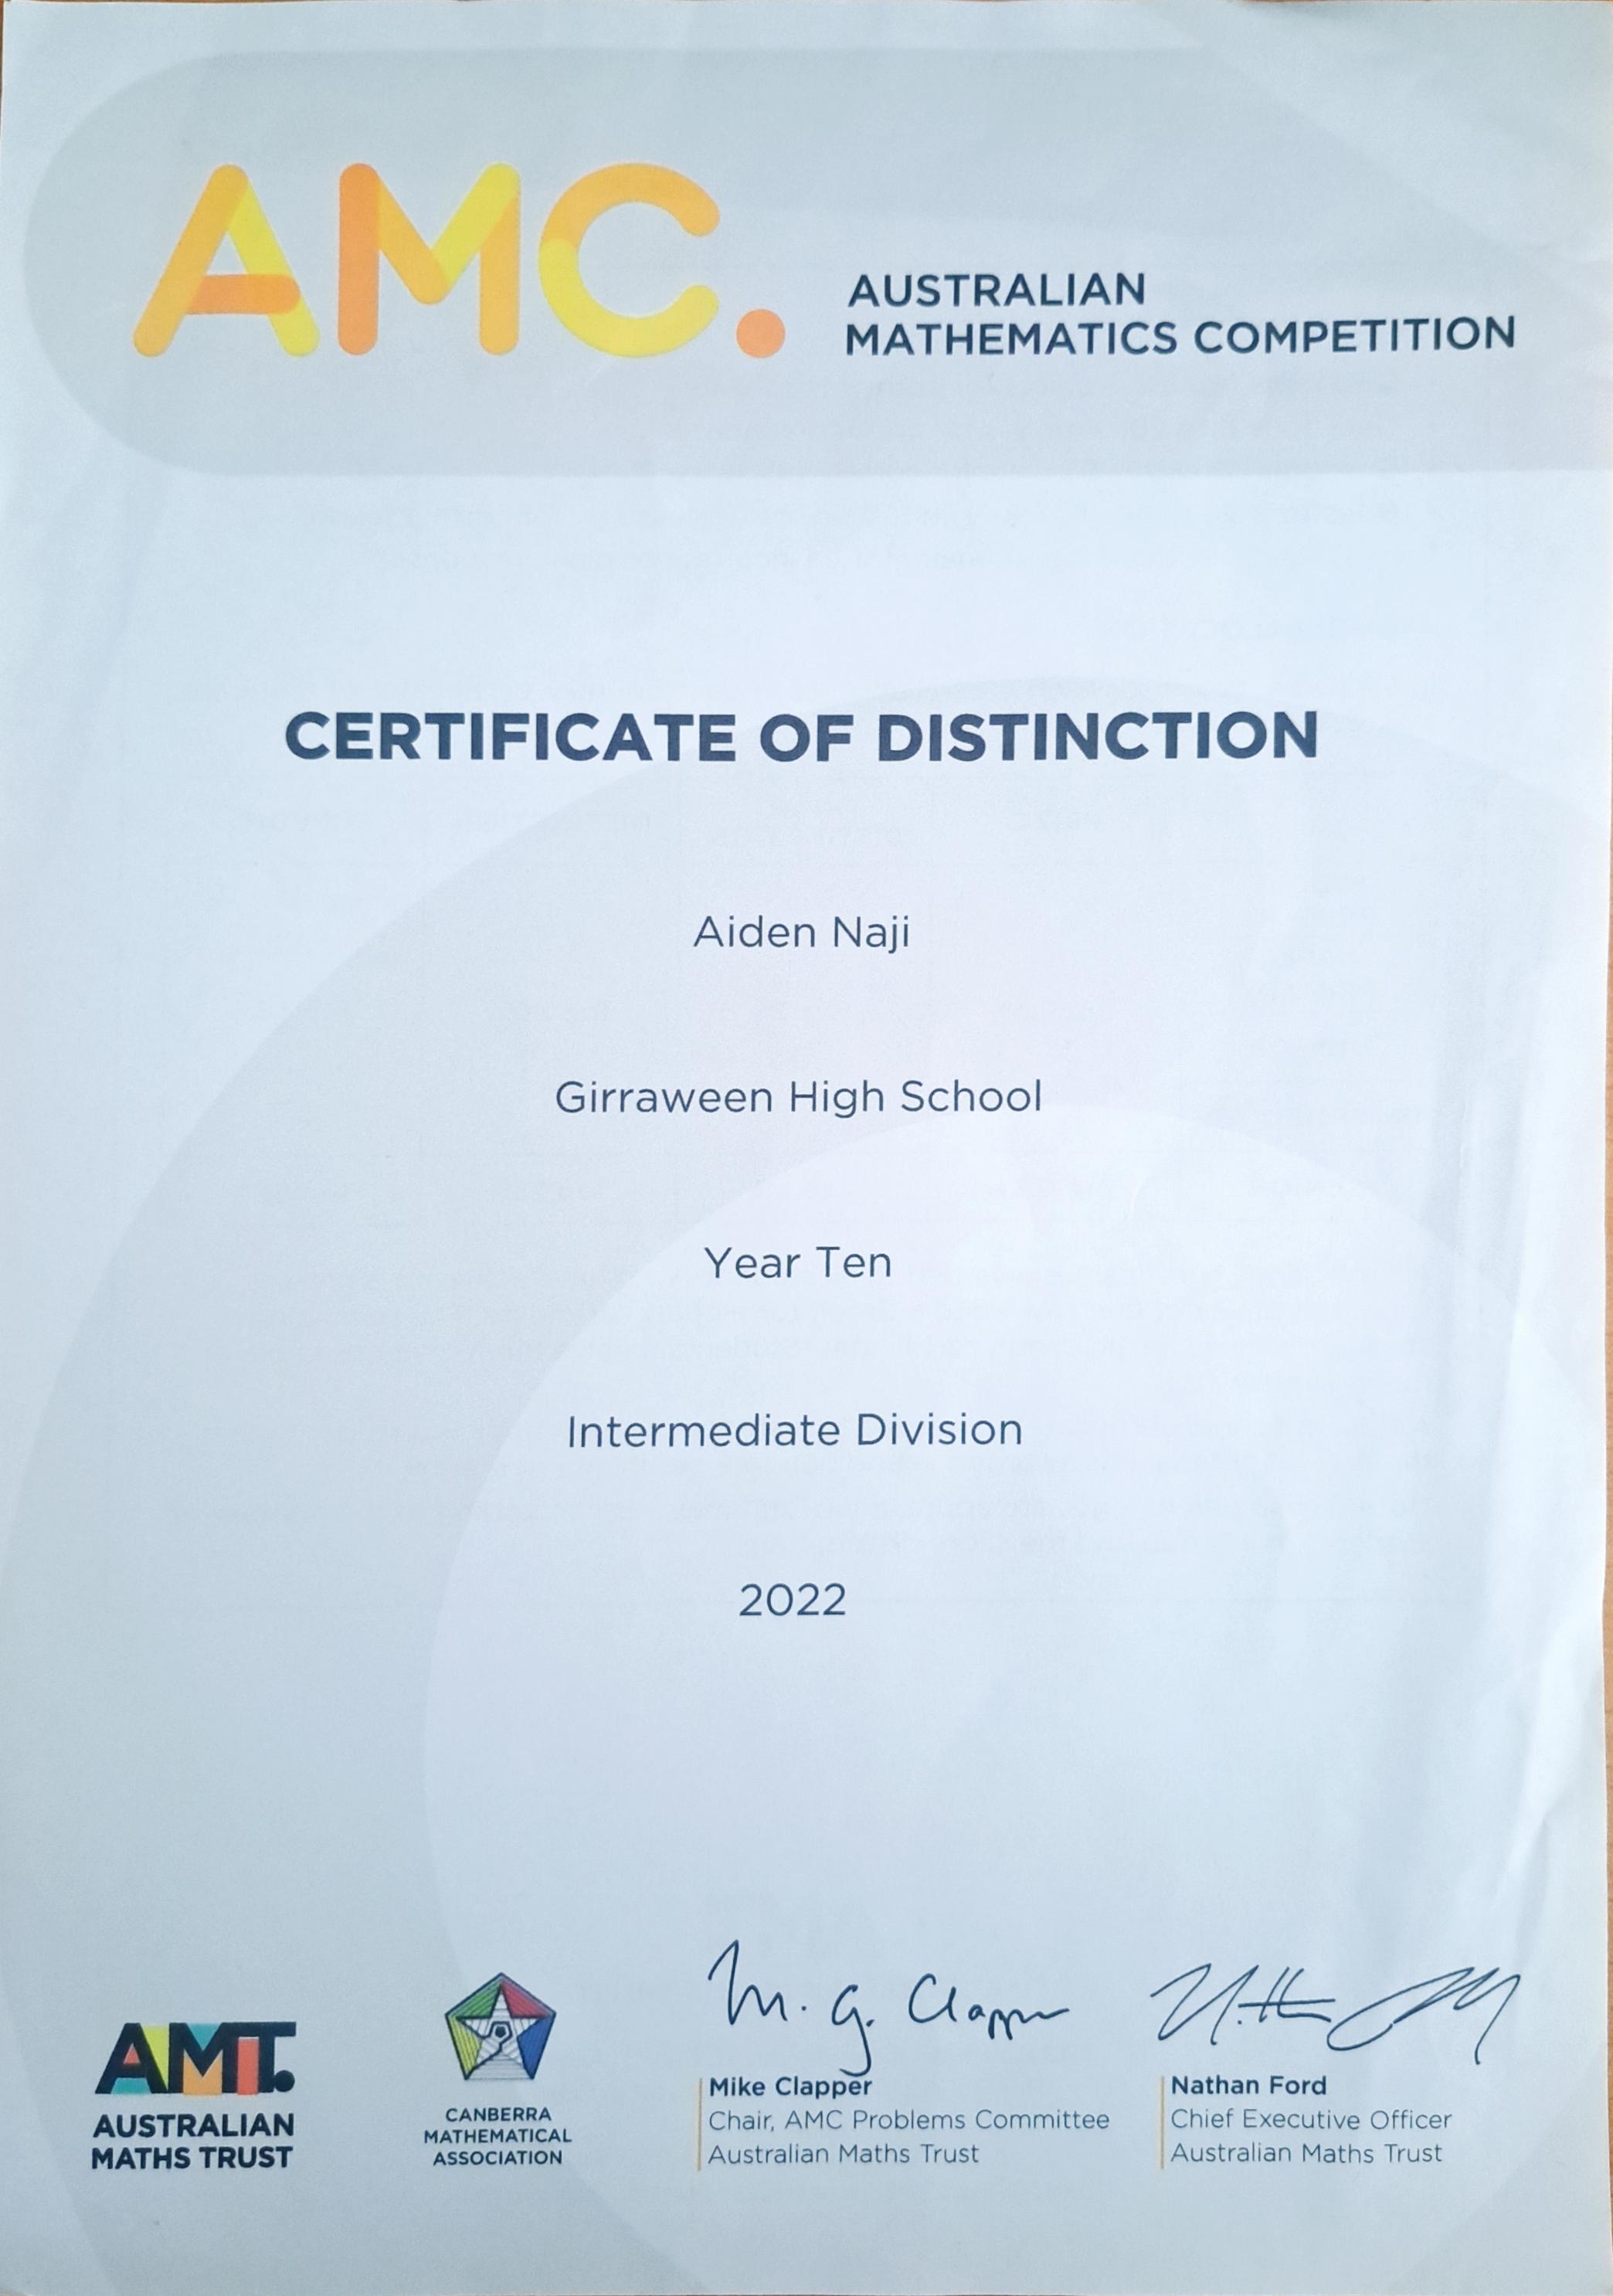 AMC.
AUSTRALIAN
MATHEMATICS COMPETITION
CERTIFICATE OF DISTINCTION
Aiden Naji
Girraween High School
Year Ten
Intermediate Division
2022
M. G. Clapper
AMT.
AUSTRALIAN
MATHS TRUST
CANBERRA
MATHEMATICAL
ASSOCIATION
Mike Clapper
Chair, AMC Problems Committee
Australian Maths Trust
Nathan Ford
Chief Executive Officer
Australian Maths Trust